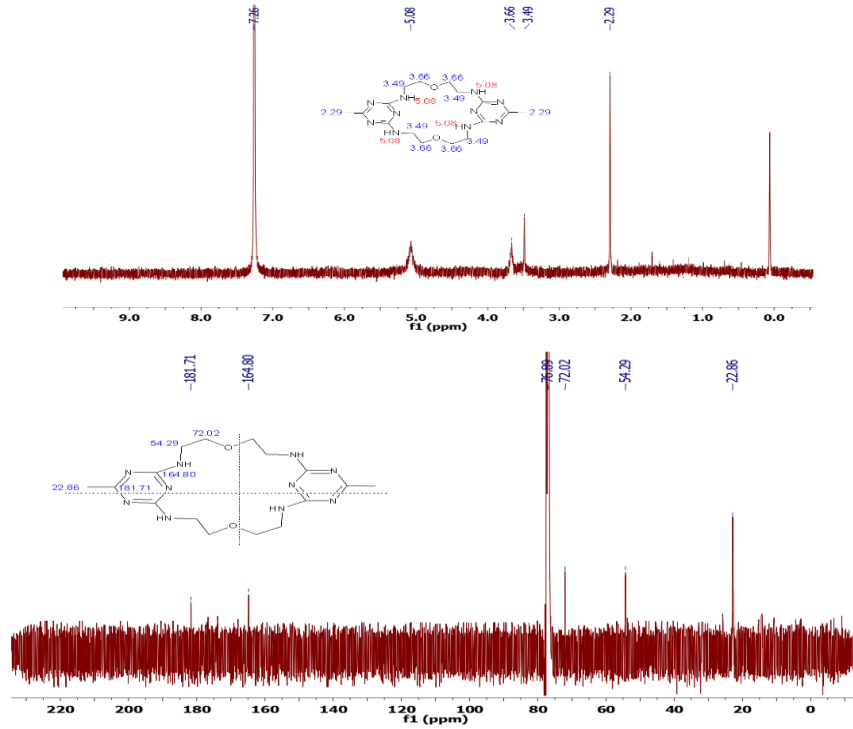 7.26 5.08 3.66 3.49 2.29
3.66 3.66
3.49 O 5.08
NH 3.49 HN
N 5.08 N N
2.29 N N 2.29
N 5.08 HN N
HN 3.49 NH
5.08 O 3.49
3.66 3.66
9.0 8.0 7.0 6.0 5.0 4.0 3.0 2.0 1.0 0.0
f1 (ppm)
181.71 164.80 76.89 72.02 54.29 22.86
72.02
54.29 O
NH HN
N 164.80 N N
22.86 181.71 N N
N N
HN HN
O
220 200 180 160 140 120 100 80 60 40 20 0
f1 (ppm)